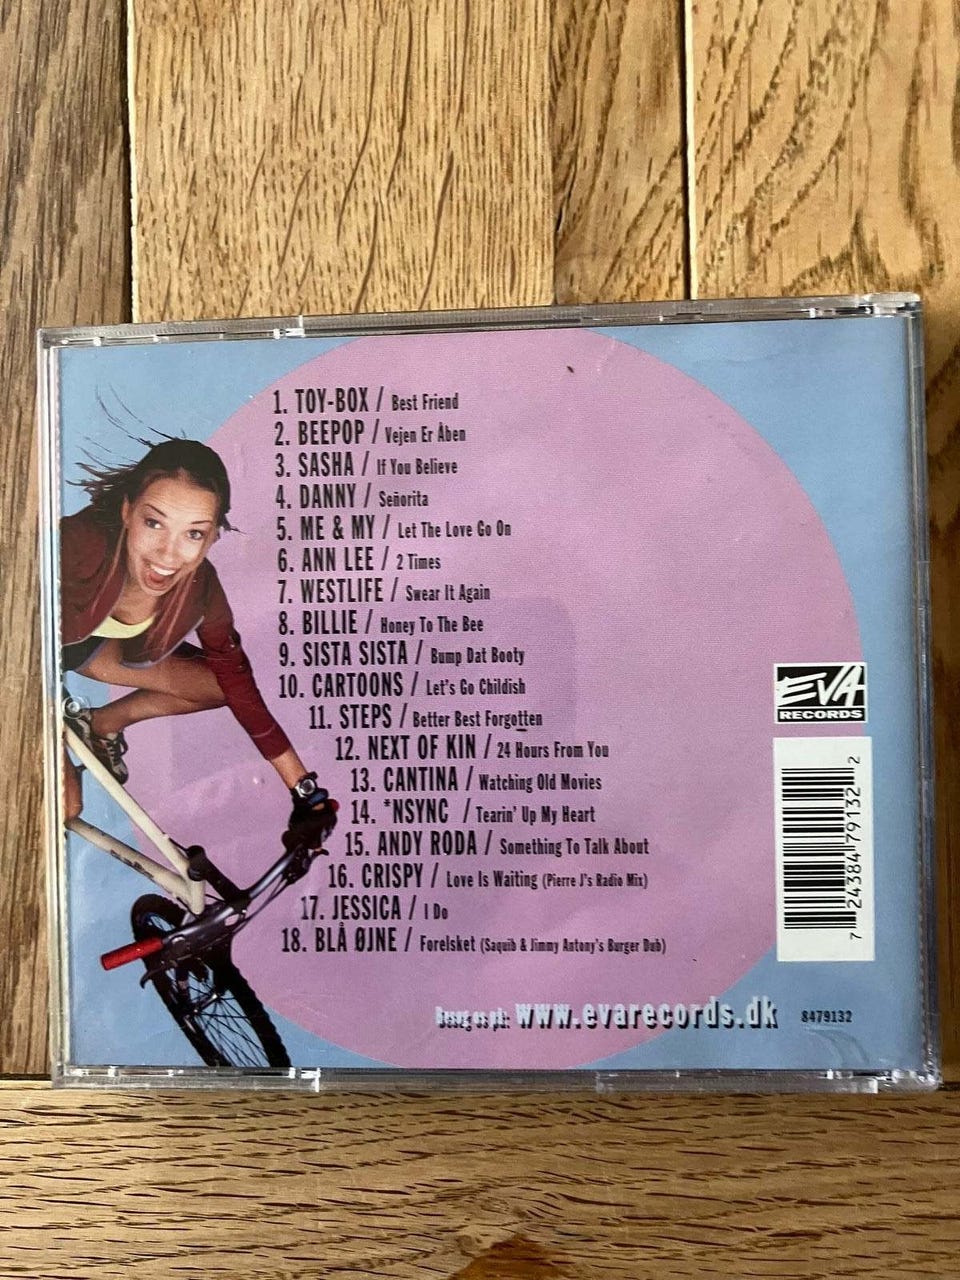 1. TOY-BOX / Best Friend
2. BEEPOP / Vejen Er Åben
3. SASHA / If You Believe
4. DANNY / Señorita
5. ME & MY / Let The Love Go On
6. ANN LEE / 2 Times
7. WESTLIFE / Swear It Again
8. BILLIE / Honey To The Bee
9. SISTA SISTA / Bump Dat Booty
10. CARTOONS / Let's Go Childish
11. STEPS / Better Best Forgotten
12. NEXT OF KIN / 24 Hours From You
13. CANTINA / Watching Old Movies
14. *NSYNC / Tearin' Up My Heart
15. ANDY RODA / Something To Talk About
16. CRISPY / Love Is Waiting (Pierre J's Radio Mix)
17. JESSICA / I Do
18. BLÅ ØJNE / Forelsket (Saquib & Jimmy Antony's Burger Dub)
EVA
RECORDS
7 24384 79132 2
Besøg os på: www.evarecords.dk
8479132